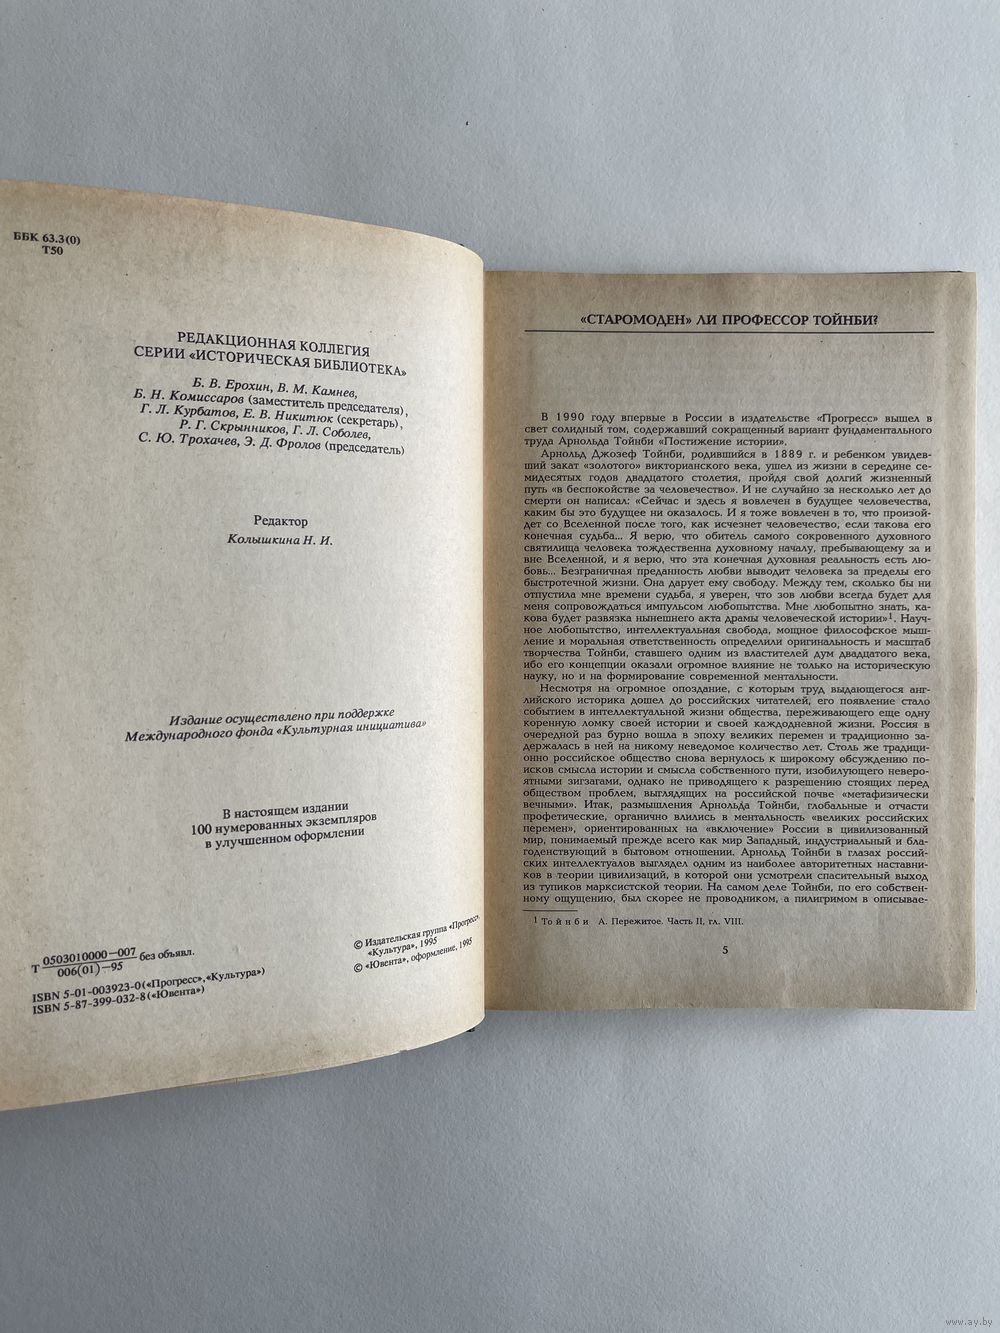 ББК 63.3(0)
Т50
РЕДАКЦИОННАЯ КОЛЛЕГИЯ
СЕРИИ «ИСТОРИЧЕСКАЯ БИБЛИОТЕКА»
Б. В. Ерохин, В. М. Камнев,
Б. Н. Комиссаров (заместитель председателя),
Г. Л. Курбатов, Е. В. Никитюк (секретарь),
Р. Г. Скрынников, Г. Л. Соболев,
С. Ю. Трохачев, Э. Д. Фролов (председатель)
Редактор
Колышкина Н. И.
Издание осуществлено при поддержке
Международного фонда «Культурная инициатива»
В настоящем издании
100 нумерованных экземпляров
в улучшенном оформлении
Т 0503010000—007 без объявл.
006(01)—95
ISBN 5-01-003923-0 («Прогресс», «Культура»)
ISBN 5-87-399-032-8 («Ювента»)
© Издательская группа «Прогресс»,
«Культура», 1995
© «Ювента», оформление, 1995
«СТАРОМОДЕН» ЛИ ПРОФЕССОР ТОЙНБИ?
В 1990 году впервые в России в издательстве «Прогресс» вышел в
свет солидный том, содержавший сокращенный вариант фундаментального
труда Арнольда Тойнби «Постижение истории».
Арнольд Джозеф Тойнби, родившийся в 1889 г. и ребенком увидев-
ший закат «золотого» викторианского века, ушел из жизни в середине се-
мидесятых годов двадцатого столетия, пройдя свой долгий жизненный
путь «в беспокойстве за человечество». И не случайно за несколько лет до
смерти он написал: «Сейчас и здесь я вовлечен в будущее человечества,
каким бы это будущее ни оказалось. И я тоже вовлечен в то, что произой-
дет со Вселенной после того, как исчезнет человечество, если такова его
конечная судьба... Я верю, что обитель самого сокровенного духовного
святилища человека тождественна духовному началу, пребывающему за и
вне Вселенной, и я верю, что эта конечная духовная реальность есть лю-
бовь... Безграничная преданность любви выводит человека за пределы его
быстротечной жизни. Она дарует ему свободу. Между тем, сколько бы ни
отпустила мне времени судьба, я уверен, что зов любви всегда будет для
меня сопровождаться импульсом любопытства. Мне любопытно знать, ка-
кова будет развязка нынешнего акта драмы человеческой истории»1. Науч-
ное любопытство, интеллектуальная свобода, мощное философское мыш-
ление и моральная ответственность определили оригинальность и масштаб
творчества Тойнби, ставшего одним из властителей дум двадцатого века,
ибо его концепции оказали огромное влияние не только на историческую
науку, но и на формирование современной ментальности.
Несмотря на огромное опоздание, с которым труд выдающегося анг-
лийского историка дошел до российских читателей, его появление стало
событием в интеллектуальной жизни общества, переживающего еще одну
коренную ломку своей истории и своей каждодневной жизни. Россия в
очередной раз бурно вошла в эпоху великих перемен и традиционно за-
держалась в ней на никому неведомое количество лет. Столь же традици-
онно российское общество снова вернулось к широкому обсуждению по-
исков смысла истории и смысла собственного пути, изобилующего неверо-
ятными зигзагами, однако не приводящего к разрешению стоящих перед
обществом проблем, выглядящих на российской почве «метафизически
вечными». Итак, размышления Арнольда Тойнби, глобальные и отчасти
профетические, органично влились в ментальность «великих российских
перемен», ориентированных на «включение» России в цивилизованный
мир, понимаемый прежде всего как мир Западный, индустриальный и бла-
годенствующий в бытовом отношении. Арнольд Тойнби в глазах россий-
ских интеллектуалов выглядел одним из наиболее авторитетных наставни-
ков в теории цивилизаций, в которой они усмотрели спасительный выход
из тупиков марксистской теории. На самом деле Тойнби, по его собствен-
ному ощущению, был скорее не проводником, а пилигримом в описывае-
1 Тойнби А. Пережитое. Часть II, гл. VIII.
5
www.ay.by